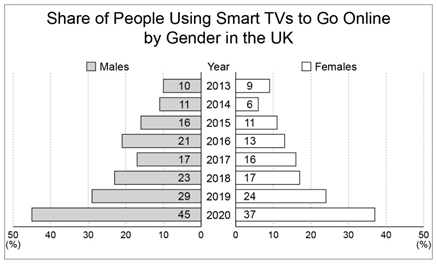 Share of People Using Smart TVs to Go Online
by Gender in the UK
Males Year Females
10 2013 9
11 2014 6
16 2015 11
21 2016 13
17 2017 16
23 2018 17
29 2019 24
45 2020 37
50 40 30 20 10 0 0 10 20 30 40 50
(%) (%)